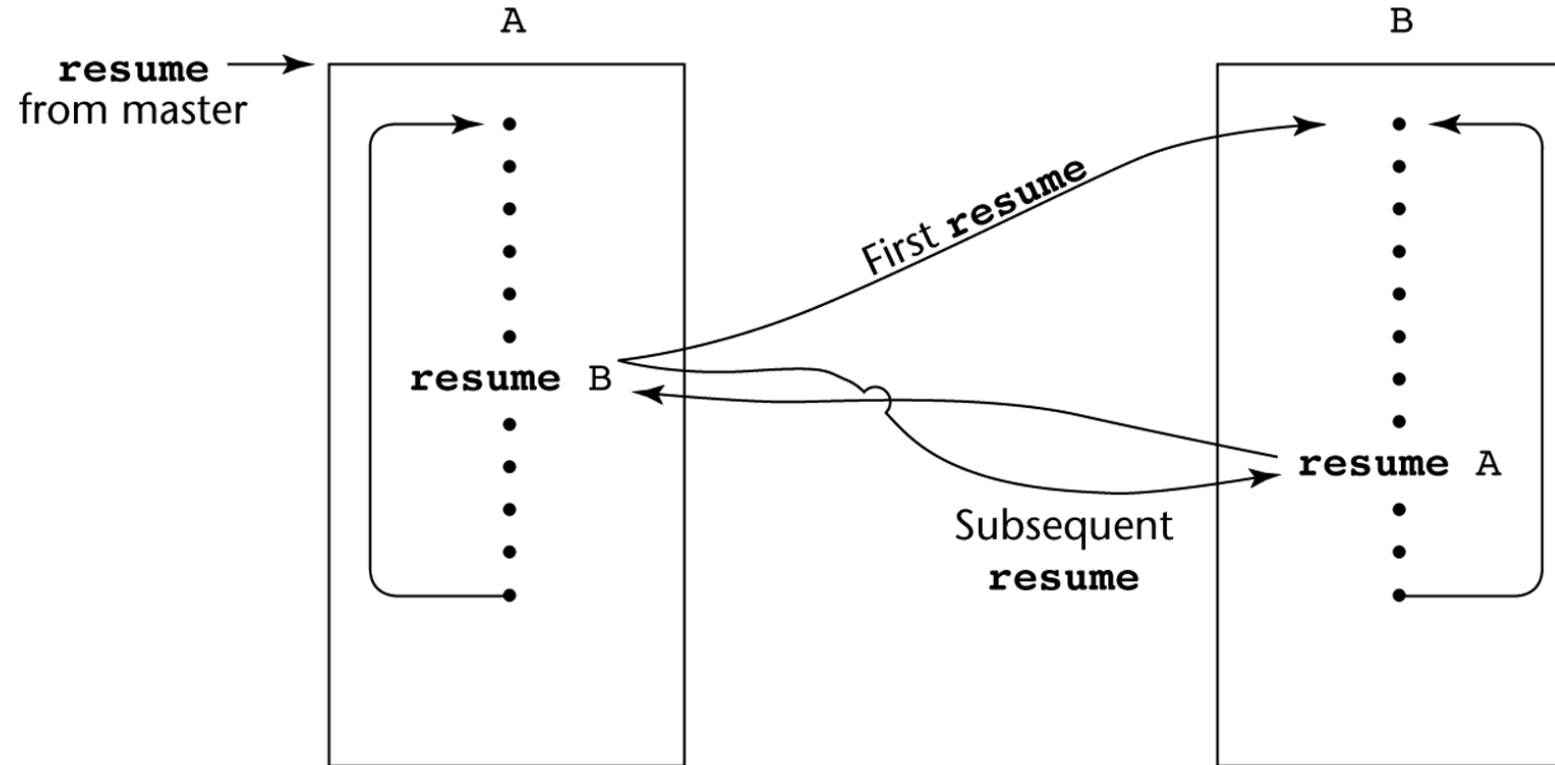 A
B
resume
from master
First resume
resume B
resume A
Subsequent
resume